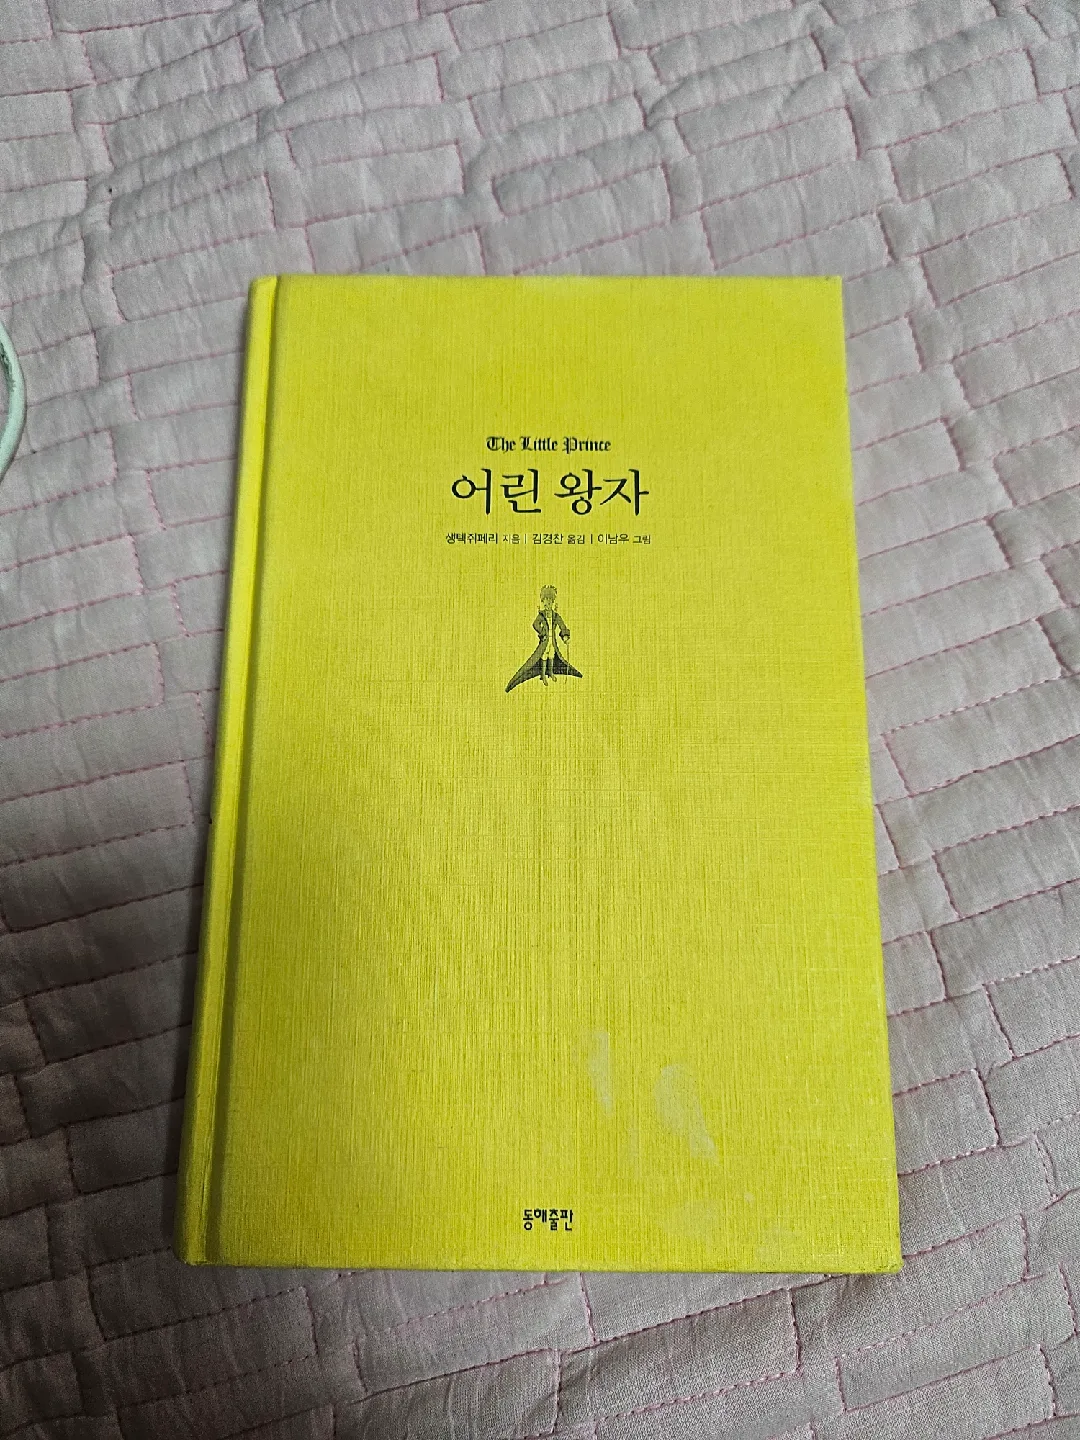 The Little Prince
어린 왕자
생텍쥐페리 지음 | 김경찬 옮김 | 이남우 그림
동해출판